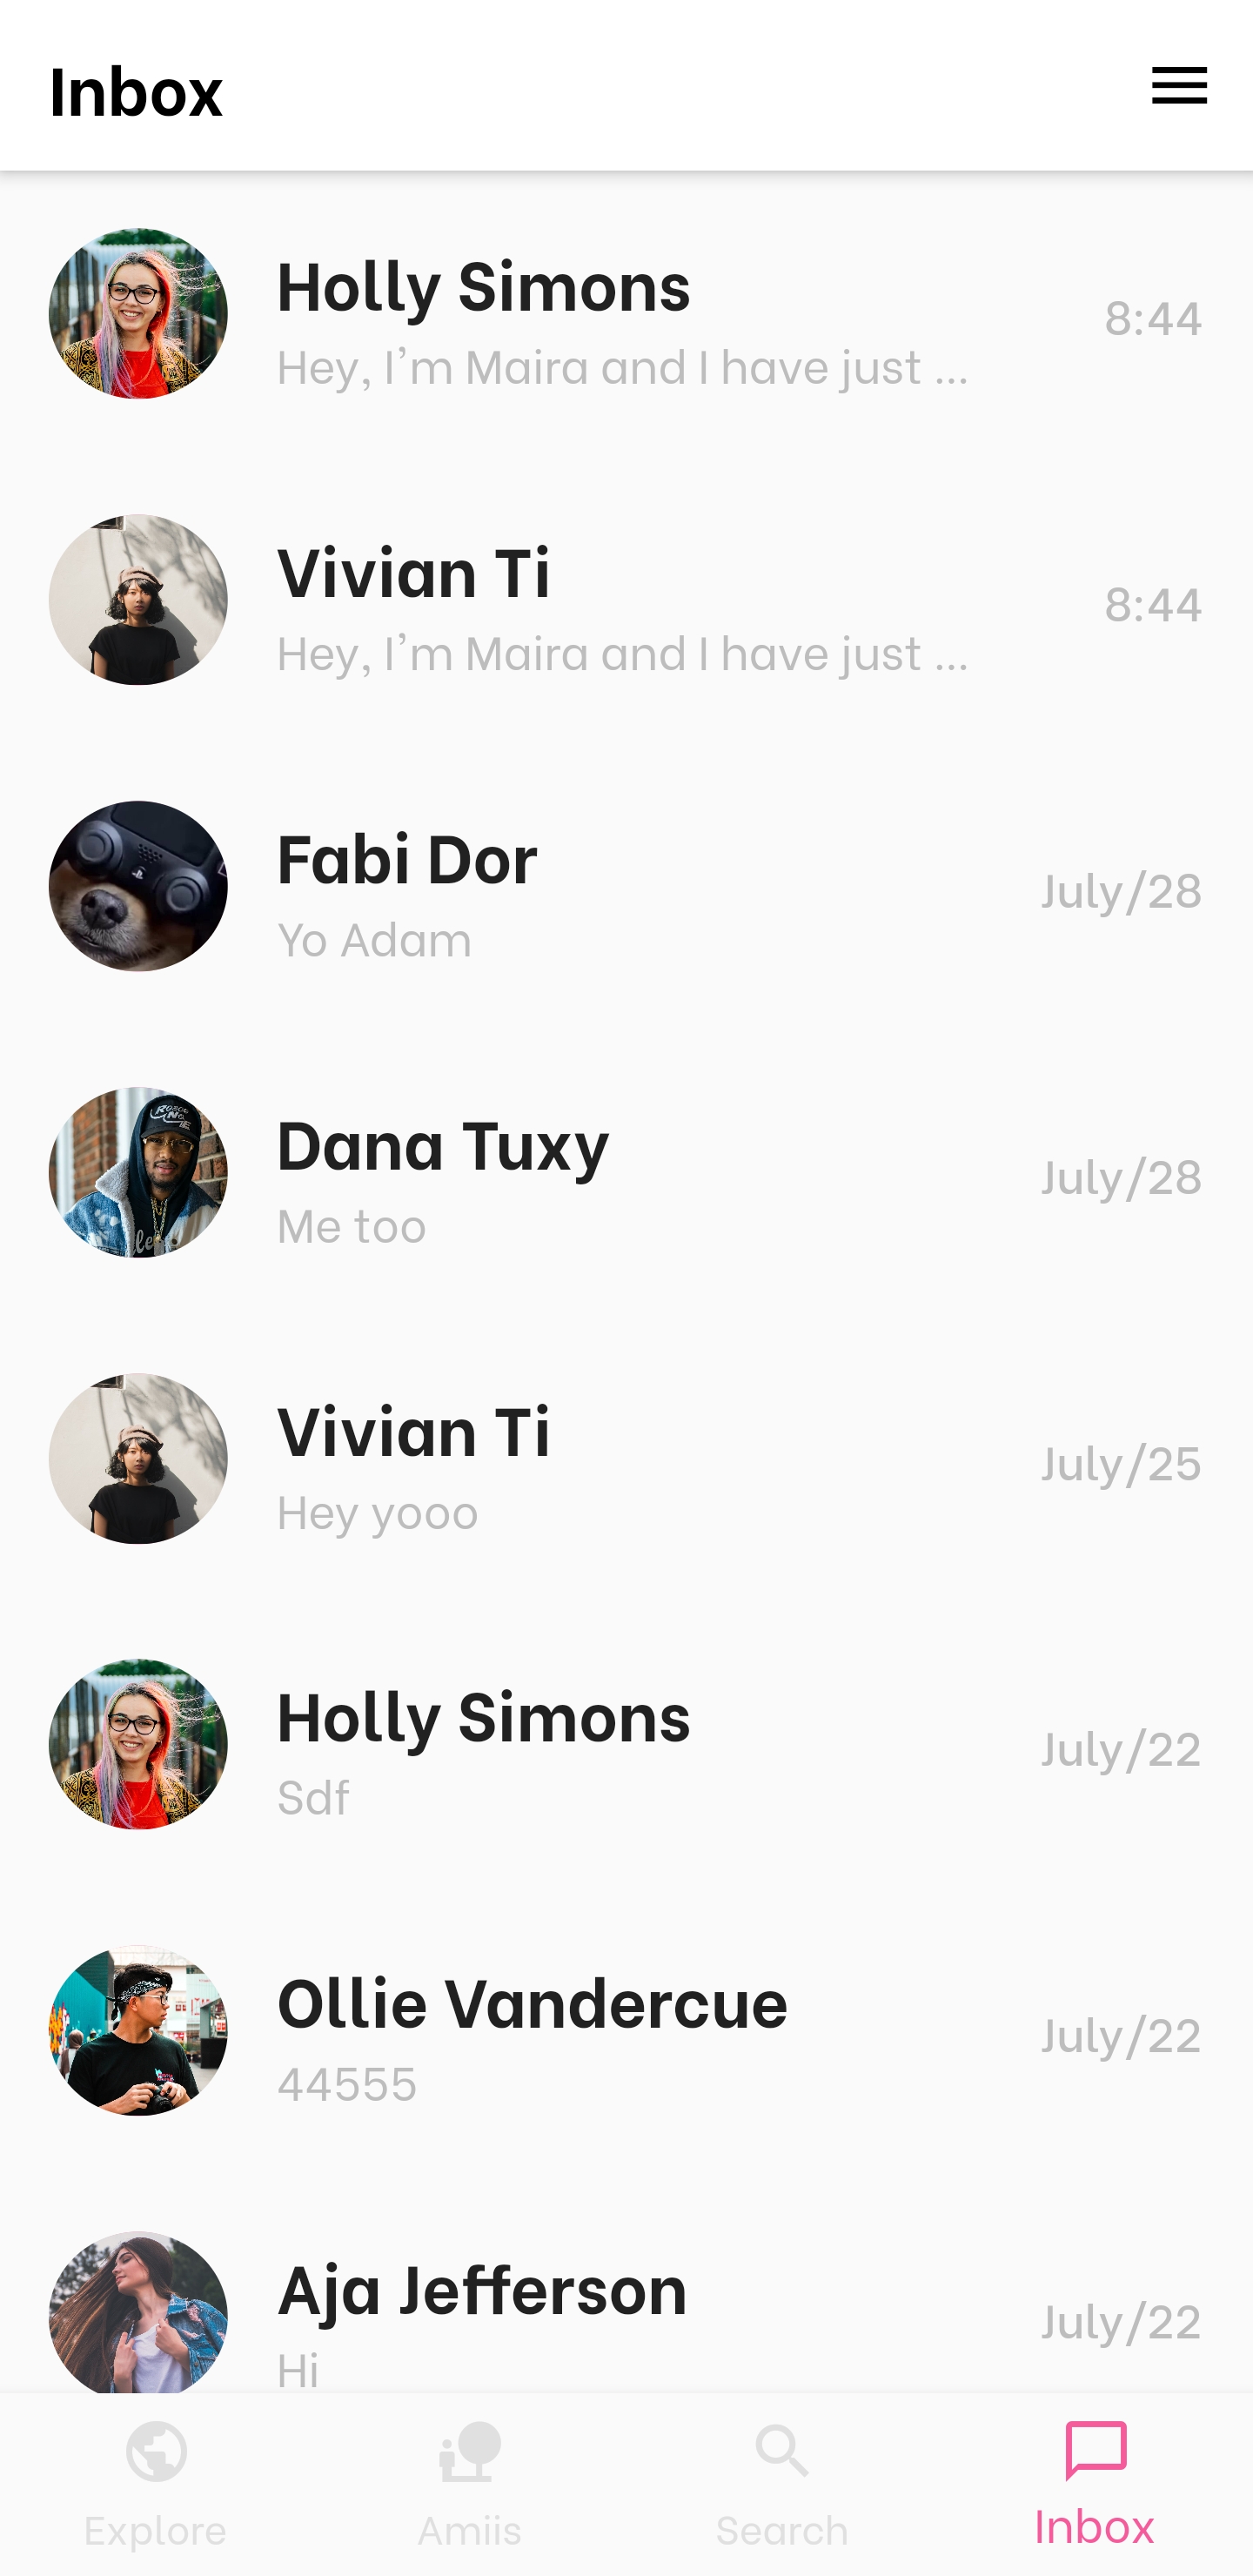 Inbox
Holly Simons
8:44
Hey, I'm Maira and I have just ...
Vivian Ti
8:44
Hey, I'm Maira and I have just ...
Fabi Dor
July/28
Yo Adam
Dana Tuxy
July/28
Me too
Vivian Ti
July/25
Hey yooo
Holly Simons
July/22
Sdf
Ollie Vandercue
July/22
44555
Aja Jefferson
July/22
Hi
Explore
Amiis
Search
Inbox